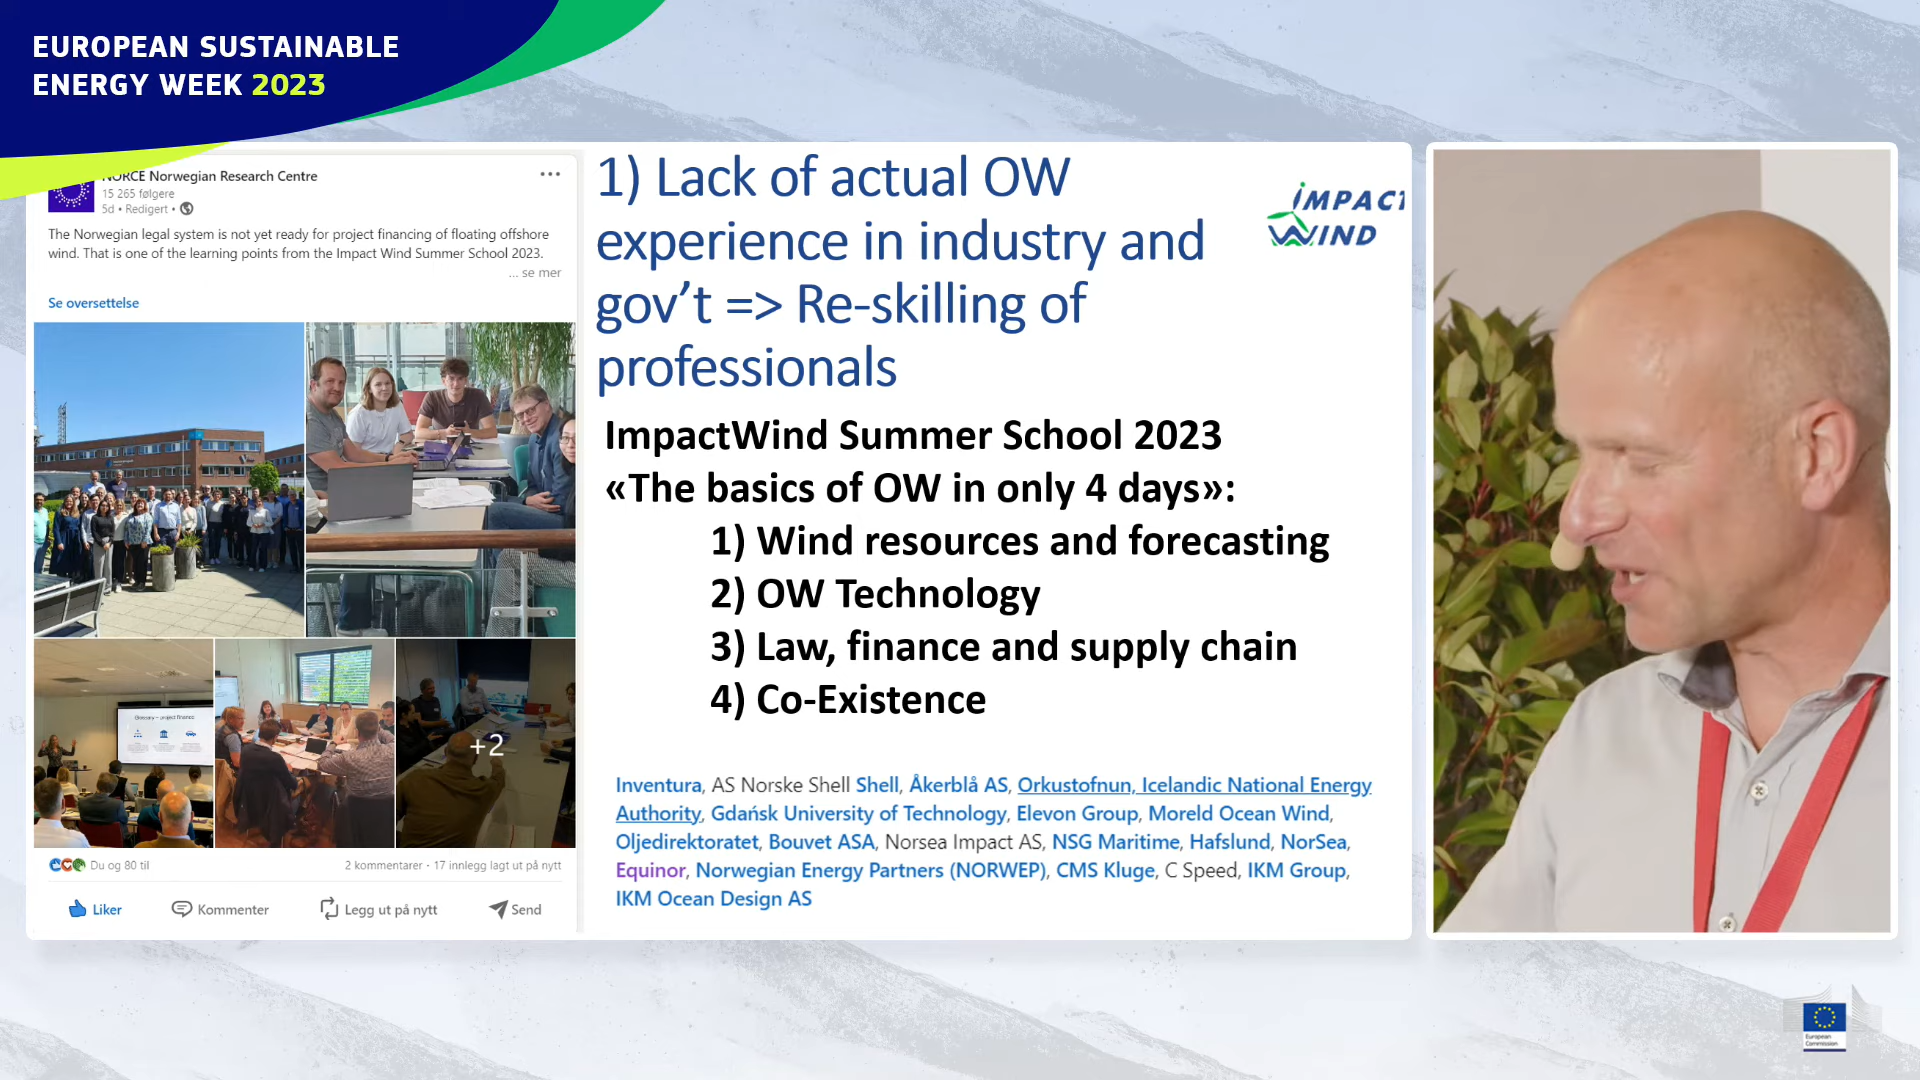 EUROPEAN SUSTAINABLE
ENERGY WEEK 2023
NORCE Norwegian Research Centre
15 265 følgere
5d • Redigert •
The Norwegian legal system is not yet ready for project financing of floating offshore
wind. That is one of the learning points from the Impact Wind Summer School 2023.
... se mer
Se oversettelse
Glossary – project finance
+2
Du og 80 til
2 kommentarer · 17 innlegg lagt ut på nytt
Liker
Kommenter
Legg ut på nytt
Send
1) Lack of actual OW
experience in industry and
gov't => Re-skilling of
professionals
IMPACT
WIND
ImpactWind Summer School 2023
«The basics of OW in only 4 days»:
1) Wind resources and forecasting
2) OW Technology
3) Law, finance and supply chain
4) Co-Existence
Inventura, AS Norske Shell Shell, Åkerblå AS, Orkustofnun, Icelandic National Energy
Authority, Gdańsk University of Technology, Elevon Group, Moreld Ocean Wind,
Oljedirektoratet, Bouvet ASA, Norsea Impact AS, NSG Maritime, Hafslund, NorSea,
Equinor, Norwegian Energy Partners (NORWEP), CMS Kluge, C Speed, IKM Group,
IKM Ocean Design AS
European
Commission